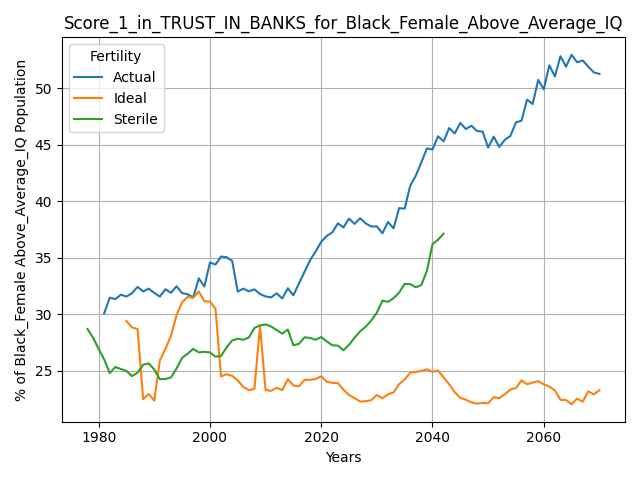 Score_1_in_TRUST_IN_BANKS_for_Black_Female_Above_Average_IQ
Fertility
Actual
Ideal
Sterile
% of Black_Female Above_Average_IQ Population
50
45
40
35
30
25
1980
2000
2020
2040
2060
Years